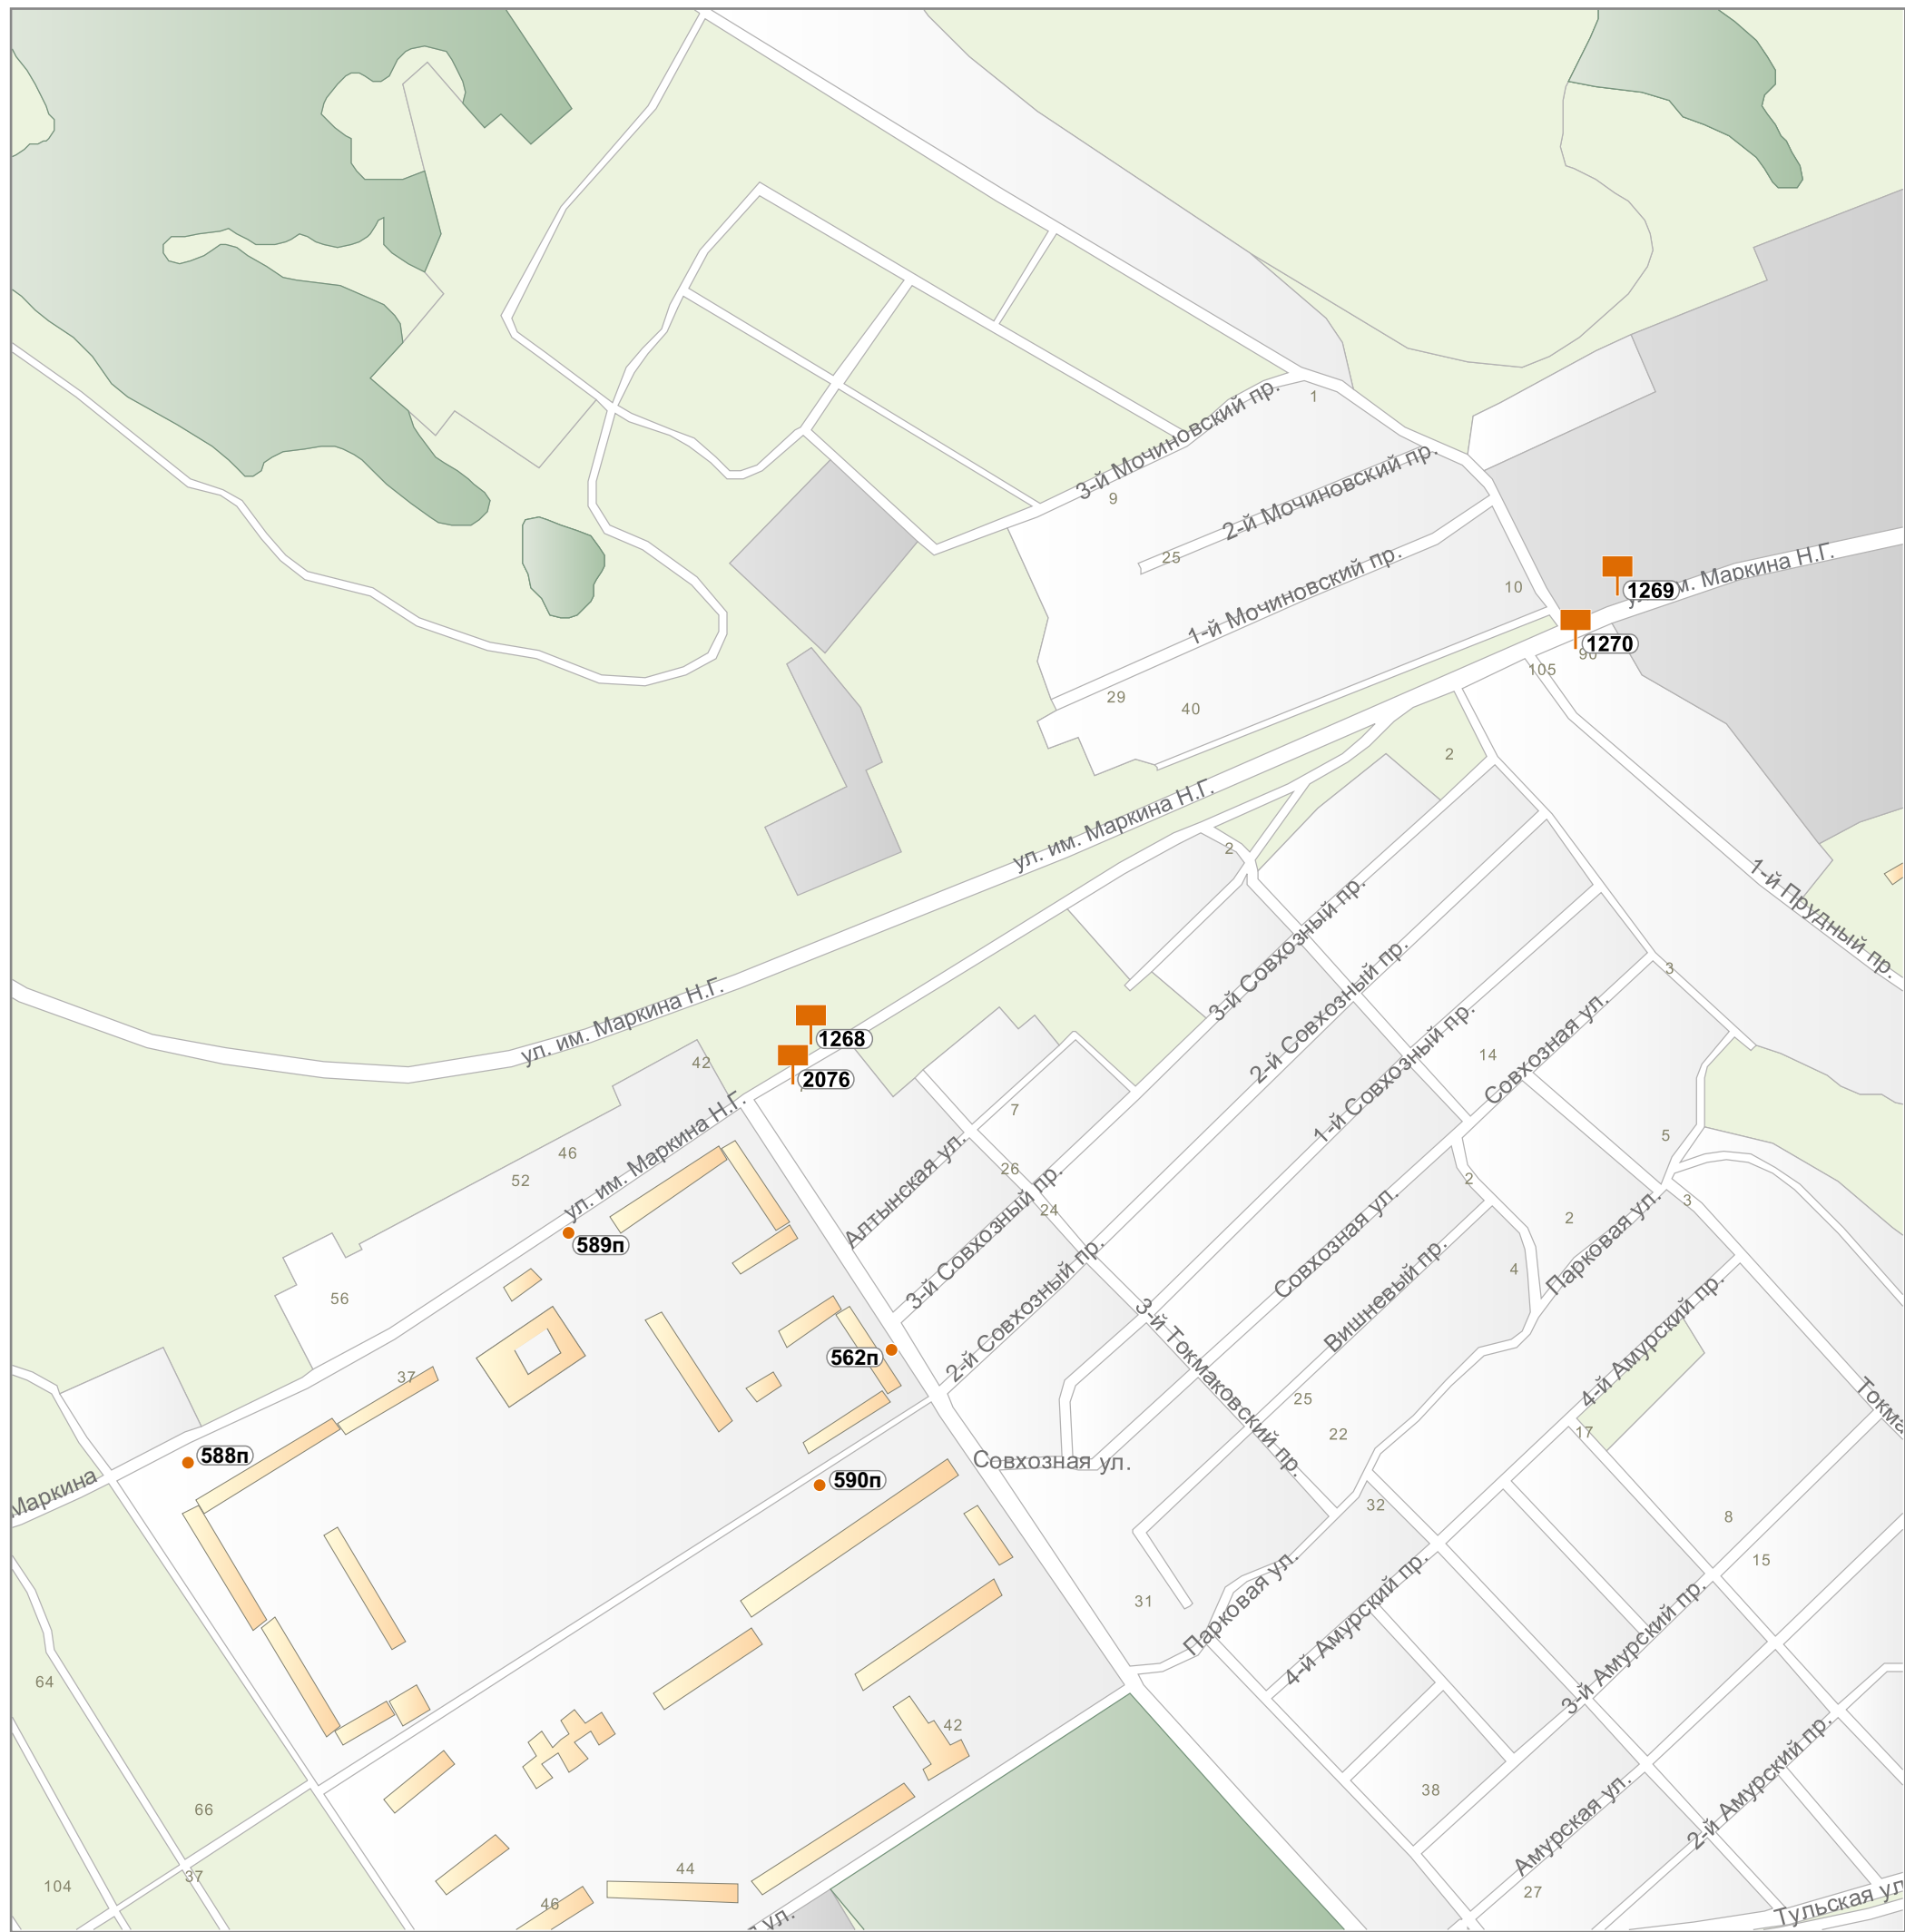 1
3-й Мочиновский пр.
9
2-й Мочиновский пр.
25
1-й Мочиновский пр.
10
1269
ул. им. Маркина Н.Г.
1270
105
29
40
2
ул. им. Маркина Н.Г.
2
1-й Прудный пр.
3-й Совхозный пр.
2-й Совхозный пр.
3
ул. им. Маркина Н.Г.
1268
2076
42
14
Совхозная ул.
1-й Совхозный пр.
7
5
46
52
ул. им. Маркина Н.Г.
Алтынская ул.
26
3-й Совхозный пр.
24
2
3
2
589п
Совхозная ул.
4
Парковая ул.
56
2-й Совхозный пр.
Вишневый пр.
4-й Амурский пр.
562п
3-й Токмаковский пр.
37
25
22
17
Токма
588п
Совхозная ул.
590п
Маркина
32
8
15
31
Парковая ул.
4-й Амурский пр.
3-й Амурский пр.
64
42
38
66
Амурская ул.
2-й Амурский пр.
44
37
104
46
27
Тульская ул
ул.